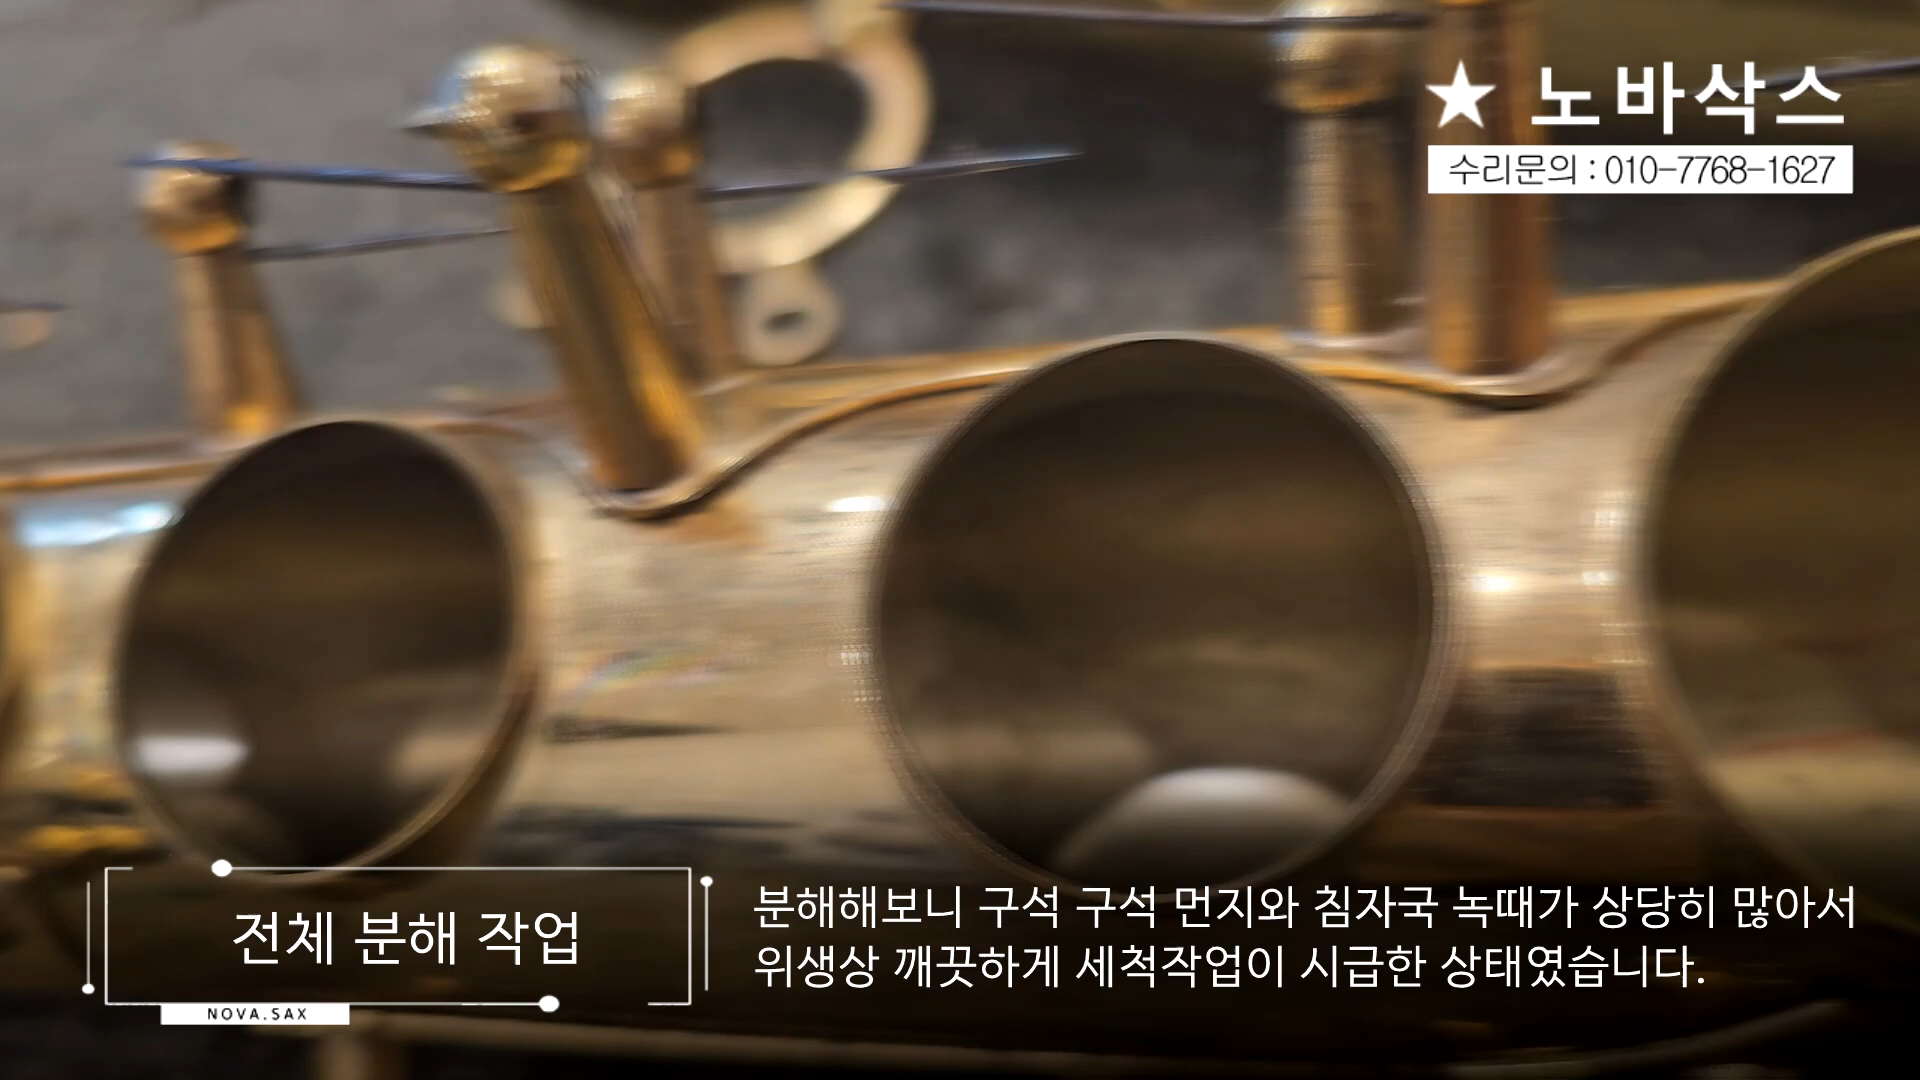 ★ 노바삭스
수리문의 : 010-7768-1627
전체 분해 작업
NOVA.SAX
분해해보니 구석 구석 먼지와 침자국 녹때가 상당히 많아서
위생상 깨끗하게 세척작업이 시급한 상태였습니다.